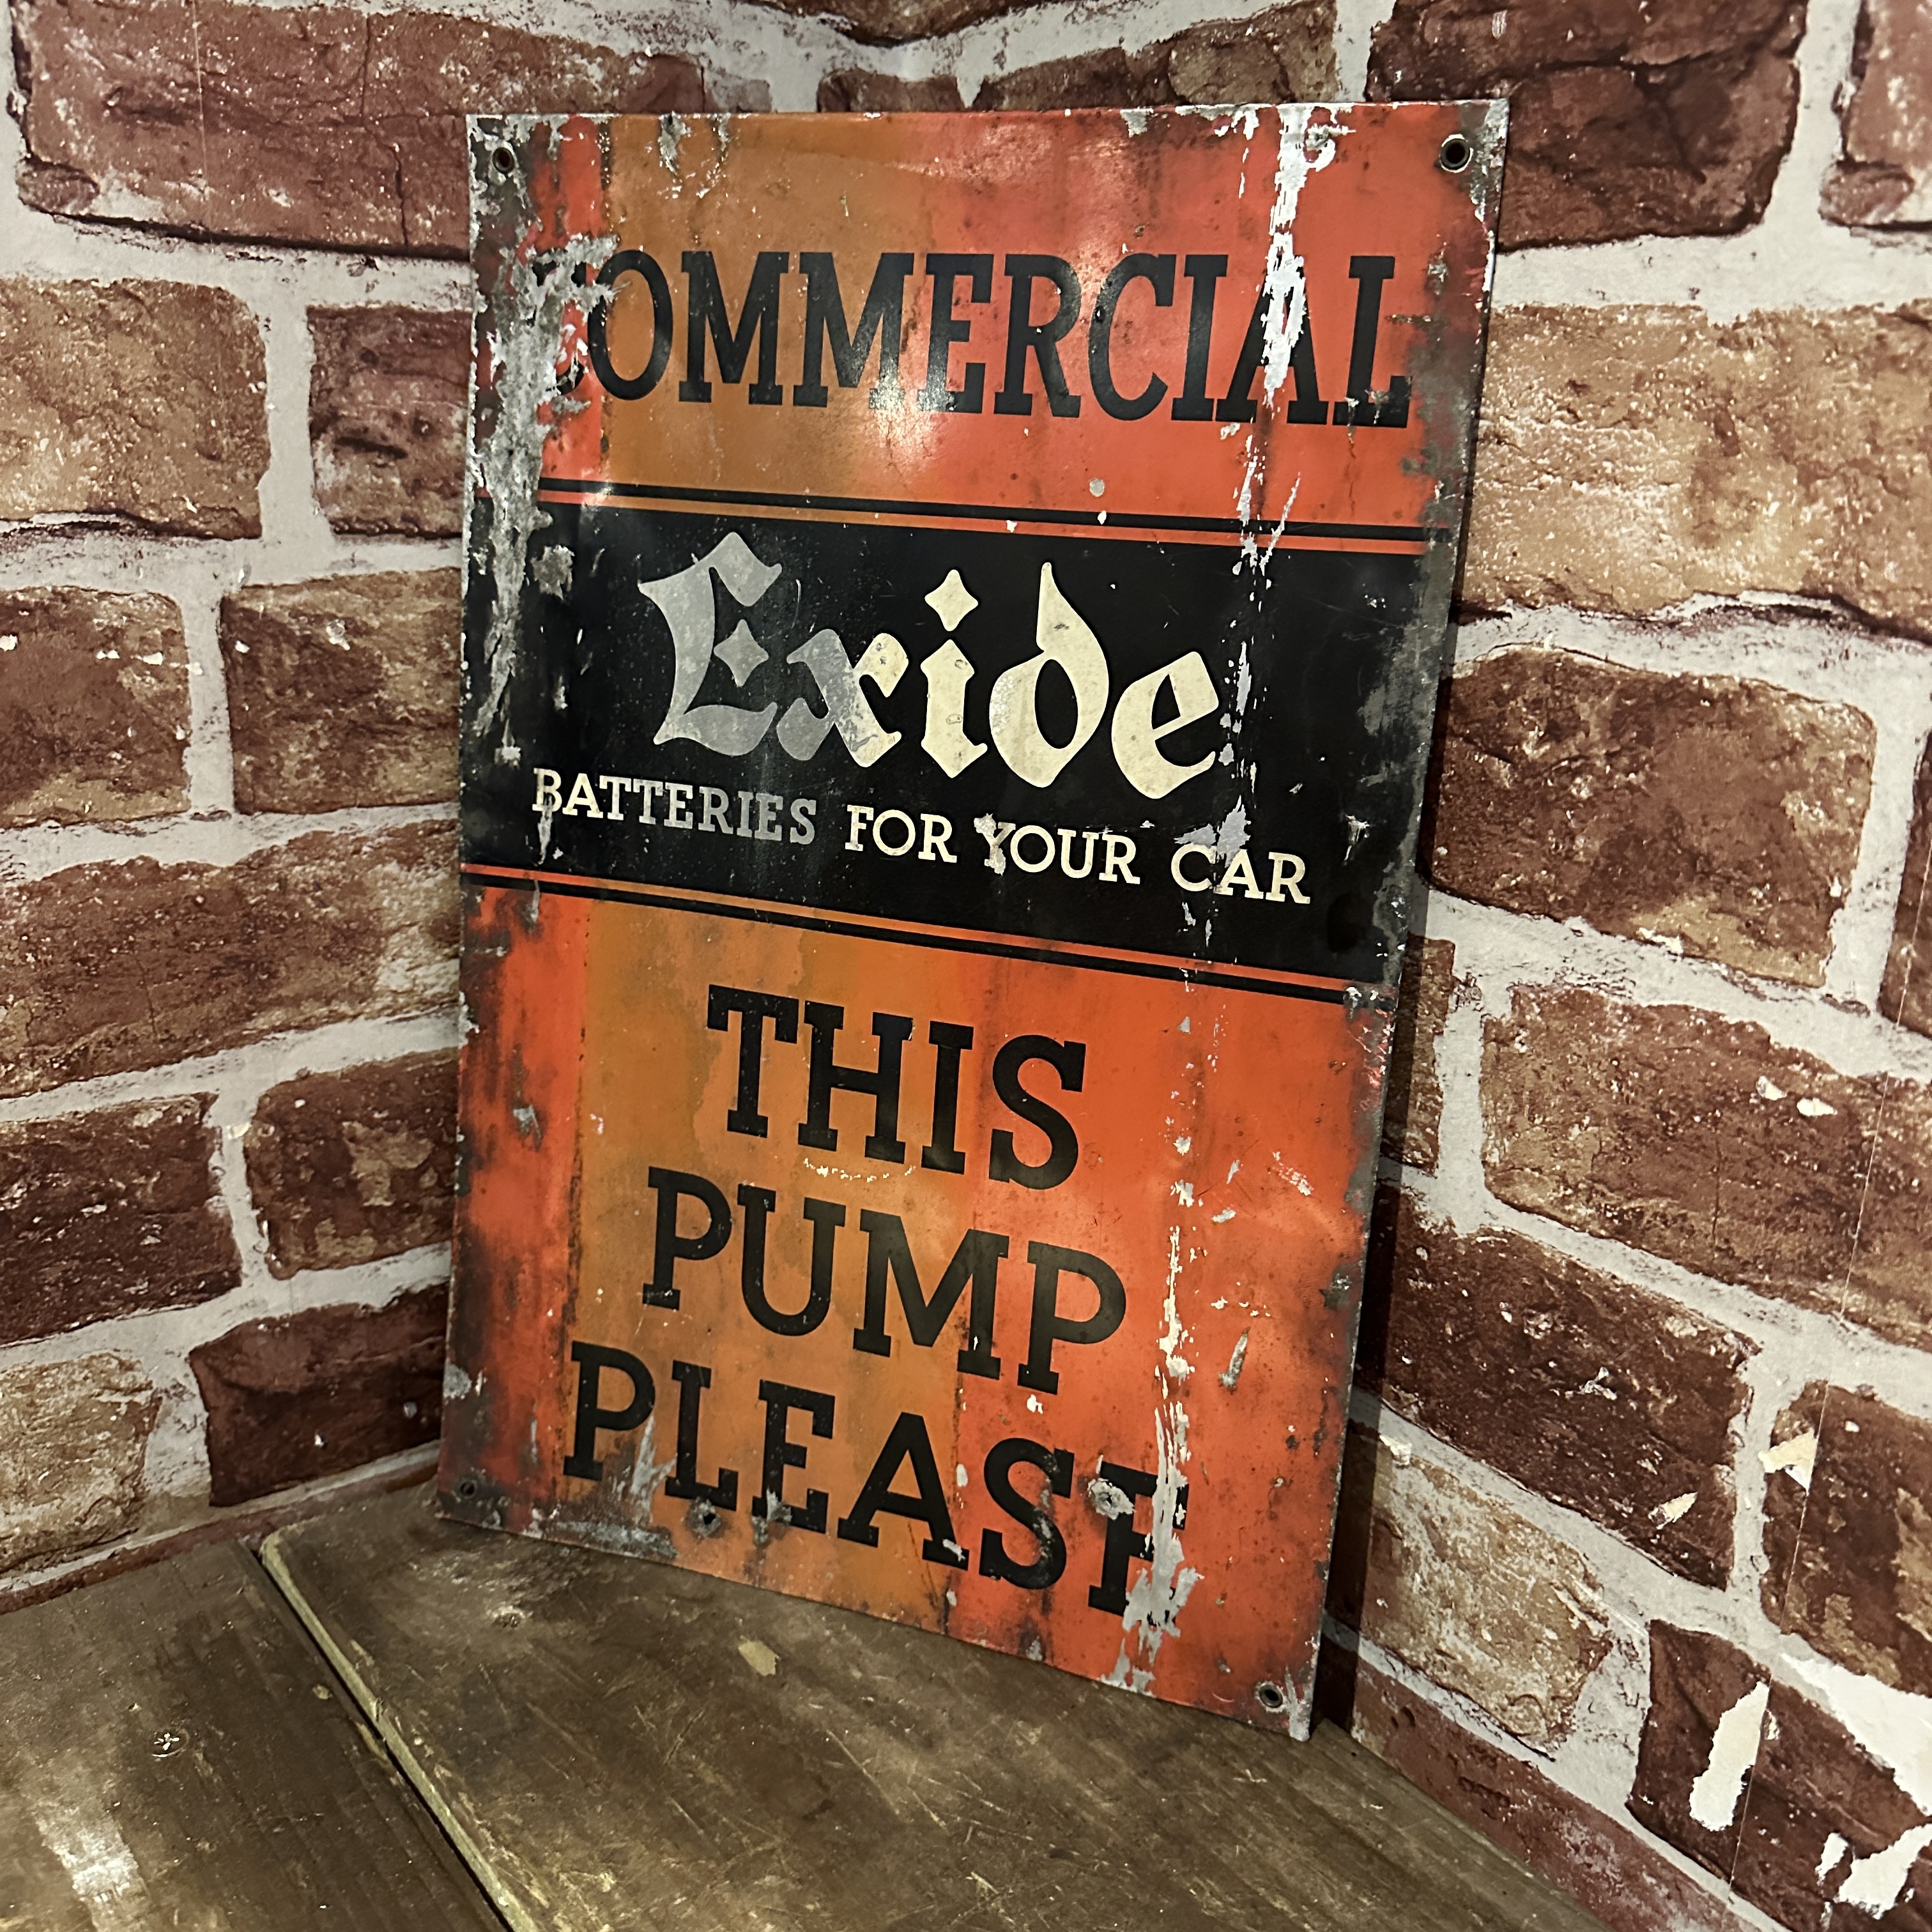 COMMERCIAL
Exide
BATTERIES FOR YOUR CAR
THIS
PUMP
PLEASE